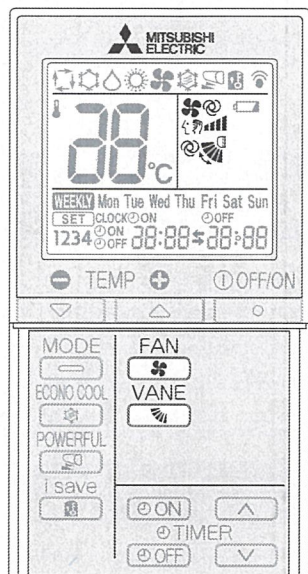 MITSUBISHI
ELECTRIC
88 °C
WEEKLY Mon Tue Wed Thu Fri Sat Sun
SET CLOCK ON OFF
1234 ON OFF 88:88 88:88
TEMP OFF/ON
MODE FAN
ECONO COOL VANE
POWERFUL
i save
ON
TIMER
OFF